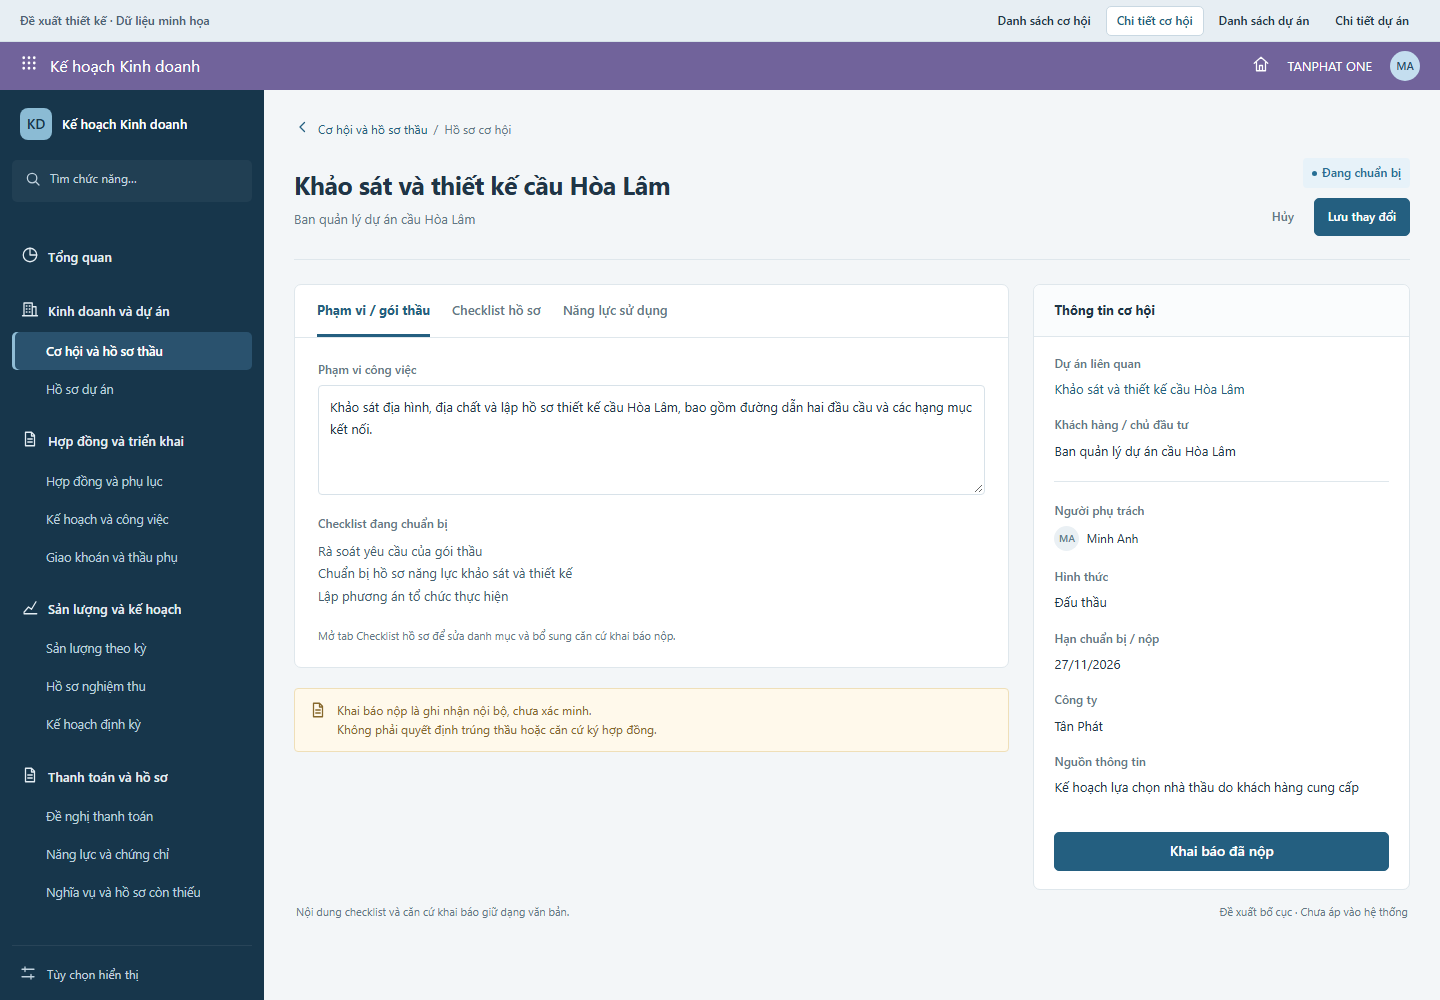 Đề xuất thiết kế · Dữ liệu minh họa
Danh sách cơ hội
Chi tiết cơ hội
Danh sách dự án
Chi tiết dự án
Kế hoạch Kinh doanh
TANPHAT ONE
MA
KD
Kế hoạch Kinh doanh
Tìm chức năng...
Tổng quan
Kinh doanh và dự án
Cơ hội và hồ sơ thầu
Hồ sơ dự án
Hợp đồng và triển khai
Hợp đồng và phụ lục
Kế hoạch và công việc
Giao khoán và thầu phụ
Sản lượng và kế hoạch
Sản lượng theo kỳ
Hồ sơ nghiệm thu
Kế hoạch định kỳ
Thanh toán và hồ sơ
Đề nghị thanh toán
Năng lực và chứng chỉ
Nghĩa vụ và hồ sơ còn thiếu
Tùy chọn hiển thị
Cơ hội và hồ sơ thầu / Hồ sơ cơ hội
Khảo sát và thiết kế cầu Hòa Lâm
Ban quản lý dự án cầu Hòa Lâm
Đang chuẩn bị
Hủy
Lưu thay đổi
Phạm vi / gói thầu
Checklist hồ sơ
Năng lực sử dụng
Phạm vi công việc
Khảo sát địa hình, địa chất và lập hồ sơ thiết kế cầu Hòa Lâm, bao gồm đường dẫn hai đầu cầu và các hạng mục
kết nối.
Checklist đang chuẩn bị
Rà soát yêu cầu của gói thầu
Chuẩn bị hồ sơ năng lực khảo sát và thiết kế
Lập phương án tổ chức thực hiện
Mở tab Checklist hồ sơ để sửa danh mục và bổ sung căn cứ khai báo nộp.
Khai báo nộp là ghi nhận nội bộ, chưa xác minh.
Không phải quyết định trúng thầu hoặc căn cứ ký hợp đồng.
Thông tin cơ hội
Dự án liên quan
Khảo sát và thiết kế cầu Hòa Lâm
Khách hàng / chủ đầu tư
Ban quản lý dự án cầu Hòa Lâm
Người phụ trách
MA
Minh Anh
Hình thức
Đấu thầu
Hạn chuẩn bị / nộp
27/11/2026
Công ty
Tân Phát
Nguồn thông tin
Kế hoạch lựa chọn nhà thầu do khách hàng cung cấp
Khai báo đã nộp
Nội dung checklist và căn cứ khai báo giữ dạng văn bản.
Đề xuất bố cục · Chưa áp vào hệ thống